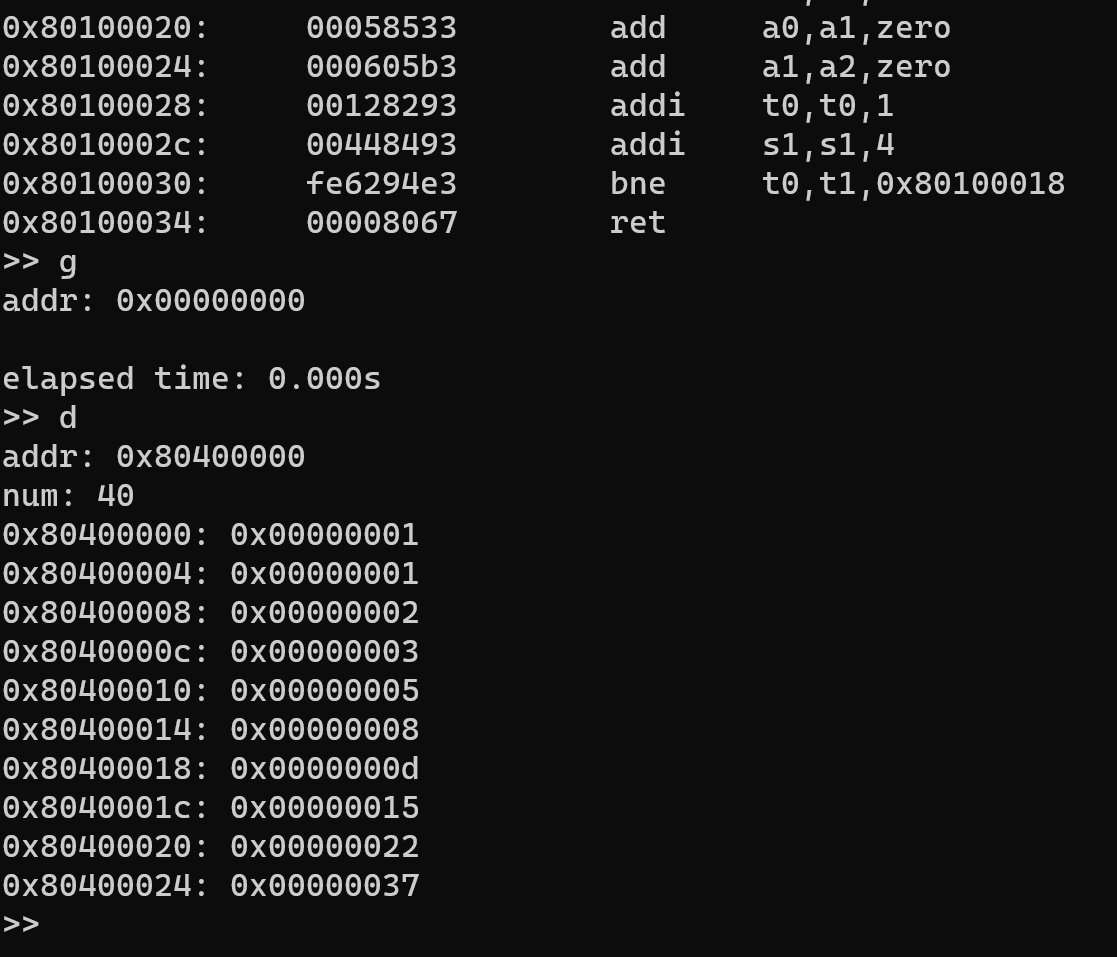 0x80100020:     00058533        add     a0,a1,zero
0x80100024:     000605b3        add     a1,a2,zero
0x80100028:     00128293        addi    t0,t0,1
0x8010002c:     00448493        addi    s1,s1,4
0x80100030:     fe6294e3        bne     t0,t1,0x80100018
0x80100034:     00008067        ret
>> g
addr: 0x00000000
elapsed time: 0.000s
>> d
addr: 0x80400000
num: 40
0x80400000: 0x00000001
0x80400004: 0x00000001
0x80400008: 0x00000002
0x8040000c: 0x00000003
0x80400010: 0x00000005
0x80400014: 0x00000008
0x80400018: 0x0000000d
0x8040001c: 0x00000015
0x80400020: 0x00000022
0x80400024: 0x00000037
>>